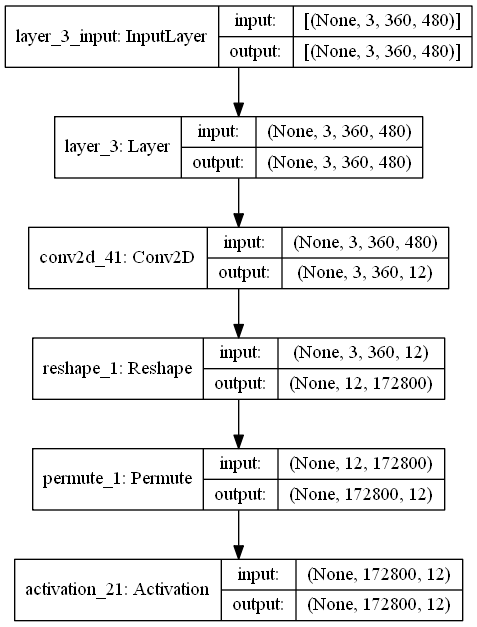 layer_3_input: InputLayer
input: [(None, 3, 360, 480)]
output: [(None, 3, 360, 480)]
layer_3: Layer
input: (None, 3, 360, 480)
output: (None, 3, 360, 480)
conv2d_41: Conv2D
input: (None, 3, 360, 480)
output: (None, 3, 360, 12)
reshape_1: Reshape
input: (None, 3, 360, 12)
output: (None, 12, 172800)
permute_1: Permute
input: (None, 12, 172800)
output: (None, 172800, 12)
activation_21: Activation
input: (None, 172800, 12)
output: (None, 172800, 12)